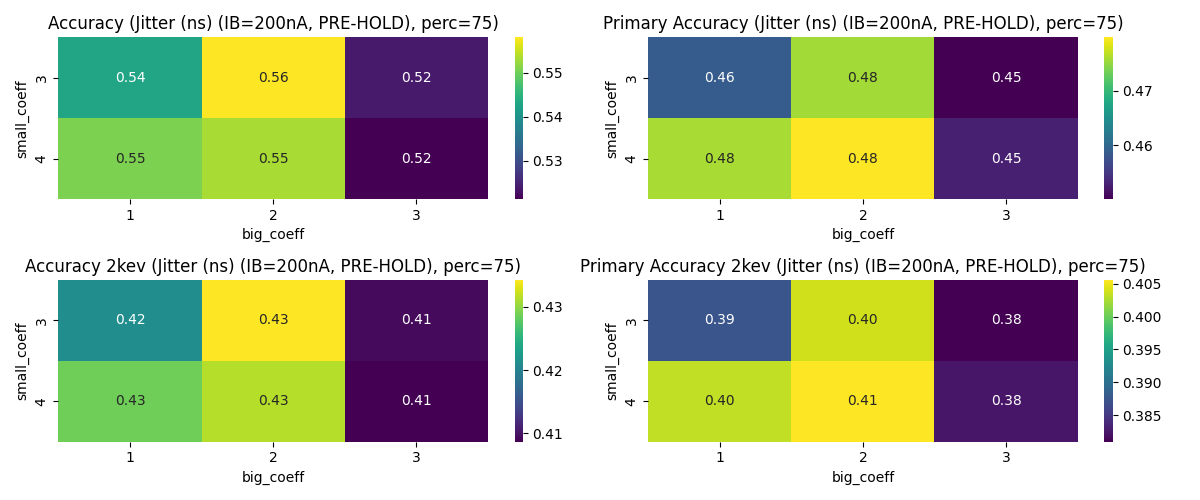 Accuracy (Jitter (ns) (IB=200nA, PRE-HOLD), perc=75)
small_coeff
3
4
0.54 0.56 0.52
0.55 0.55 0.52
1 2 3
big_coeff
0.55
0.54
0.53
Primary Accuracy (Jitter (ns) (IB=200nA, PRE-HOLD), perc=75)
small_coeff
3
4
0.46 0.48 0.45
0.48 0.48 0.45
1 2 3
big_coeff
0.47
0.46
Accuracy 2kev (Jitter (ns) (IB=200nA, PRE-HOLD), perc=75)
small_coeff
3
4
0.42 0.43 0.41
0.43 0.43 0.41
1 2 3
big_coeff
0.43
0.42
0.41
Primary Accuracy 2kev (Jitter (ns) (IB=200nA, PRE-HOLD), perc=75)
small_coeff
3
4
0.39 0.40 0.38
0.40 0.41 0.38
1 2 3
big_coeff
0.405
0.400
0.395
0.390
0.385